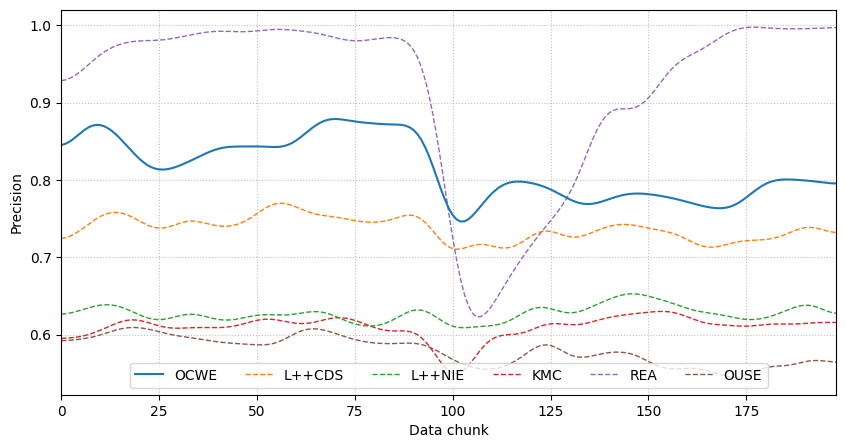 1.0
0.9
0.8
0.7
0.6
Precision
OCWE L++CDS L++NIE KMC REA OUSE
0 25 50 75 100 125 150 175
Data chunk